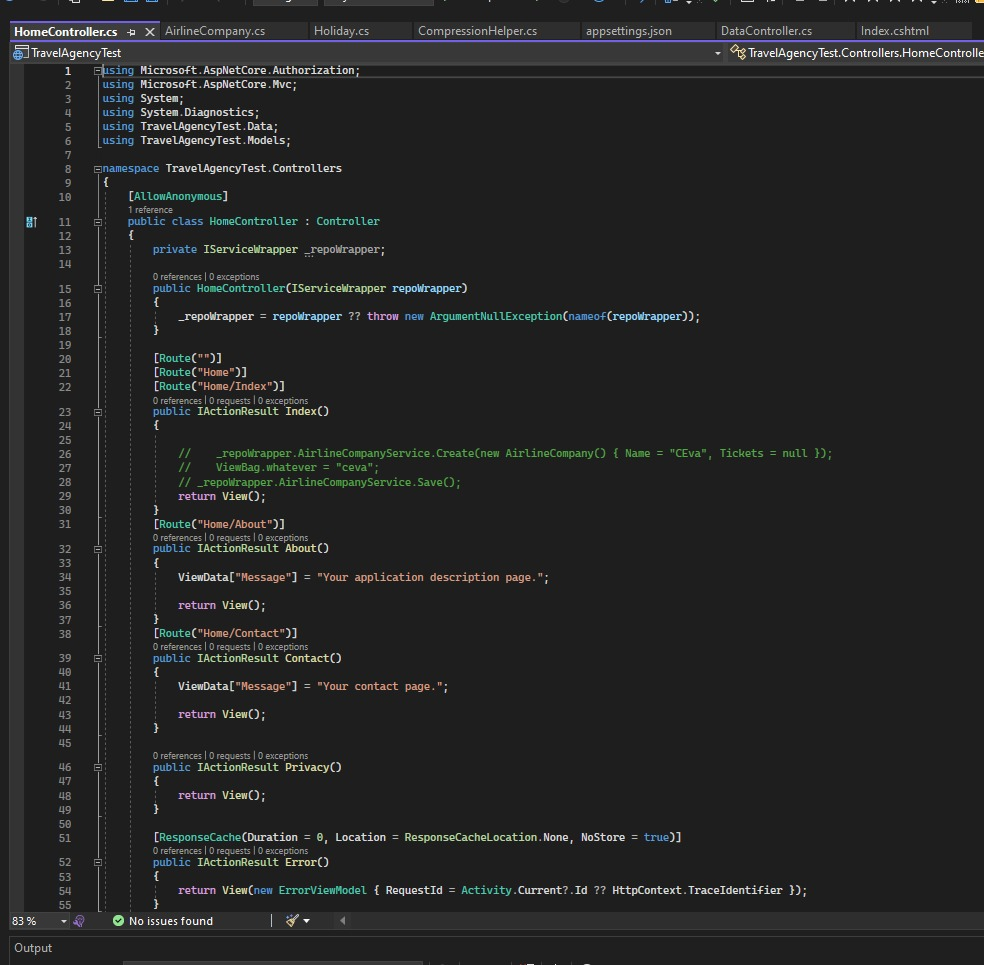 HomeController.cs AirlineCompany.cs Holiday.cs CompressionHelper.cs appsettings.json DataController.cs Index.cshtml
TravelAgencyTest TravelAgencyTest.Controllers.HomeControlle
1 using Microsoft.AspNetCore.Authorization;
2 using Microsoft.AspNetCore.Mvc;
3 using System;
4 using System.Diagnostics;
5 using TravelAgencyTest.Data;
6 using TravelAgencyTest.Models;
7
8 namespace TravelAgencyTest.Controllers
9 {
10 [AllowAnonymous]
1 reference
11 public class HomeController : Controller
12 {
13 private IServiceWrapper _repoWrapper;
14
0 references | 0 exceptions
15 public HomeController(IServiceWrapper repoWrapper)
16 {
17 _repoWrapper = repoWrapper ?? throw new ArgumentNullException(nameof(repoWrapper));
18 }
19
20 [Route("")]
21 [Route("Home")]
22 [Route("Home/Index")]
0 references | 0 requests | 0 exceptions
23 public IActionResult Index()
24 {
25
26 // _repoWrapper.AirlineCompanyService.Create(new AirlineCompany() { Name = "CEva", Tickets = null });
27 // ViewBag.whatever = "ceva";
28 // _repoWrapper.AirlineCompanyService.Save();
29 return View();
30 }
31 [Route("Home/About")]
0 references | 0 requests | 0 exceptions
32 public IActionResult About()
33 {
34 ViewData["Message"] = "Your application description page.";
35
36 return View();
37 }
38 [Route("Home/Contact")]
0 references | 0 requests | 0 exceptions
39 public IActionResult Contact()
40 {
41 ViewData["Message"] = "Your contact page.";
42
43 return View();
44 }
45
0 references | 0 requests | 0 exceptions
46 public IActionResult Privacy()
47 {
48 return View();
49 }
50
51 [ResponseCache(Duration = 0, Location = ResponseCacheLocation.None, NoStore = true)]
0 references | 0 requests | 0 exceptions
52 public IActionResult Error()
53 {
54 return View(new ErrorViewModel { RequestId = Activity.Current?.Id ?? HttpContext.TraceIdentifier });
55 }
83 % No issues found
Output